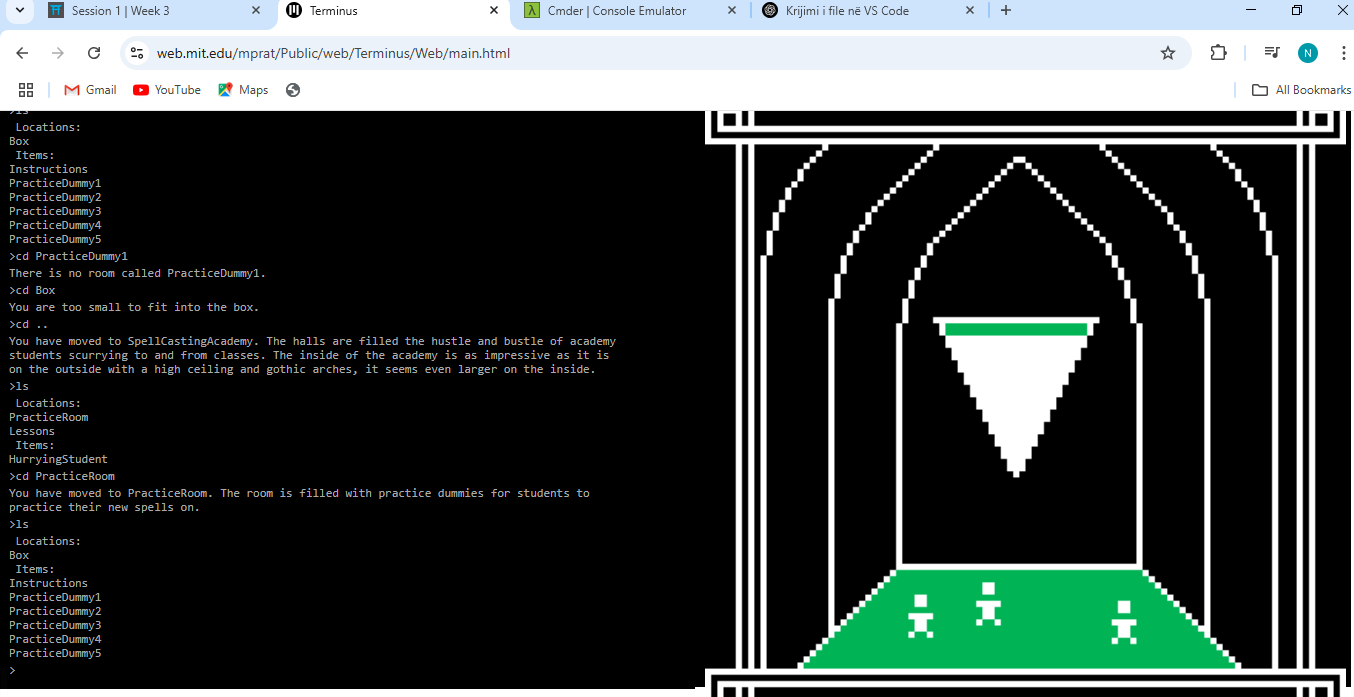 Session 1 | Week 3
Terminus
Cmder | Console Emulator
Krijimi i file në VS Code
web.mit.edu/mprat/Public/web/Terminus/Web/main.html
N
Gmail
YouTube
Maps
All Bookmarks
>ls
Locations:
Box
Items:
Instructions
PracticeDummy1
PracticeDummy2
PracticeDummy3
PracticeDummy4
PracticeDummy5
>cd PracticeDummy1
There is no room called PracticeDummy1.
>cd Box
You are too small to fit into the box.
>cd ..
You have moved to SpellCastingAcademy. The halls are filled the hustle and bustle of academy
students scurrying to and from classes. The inside of the academy is as impressive as it is
on the outside with a high ceiling and gothic arches, it seems even larger on the inside.
>ls
Locations:
PracticeRoom
Lessons
Items:
HurryingStudent
>cd PracticeRoom
You have moved to PracticeRoom. The room is filled with practice dummies for students to
practice their new spells on.
>ls
Locations:
Box
Items:
Instructions
PracticeDummy1
PracticeDummy2
PracticeDummy3
PracticeDummy4
PracticeDummy5
>